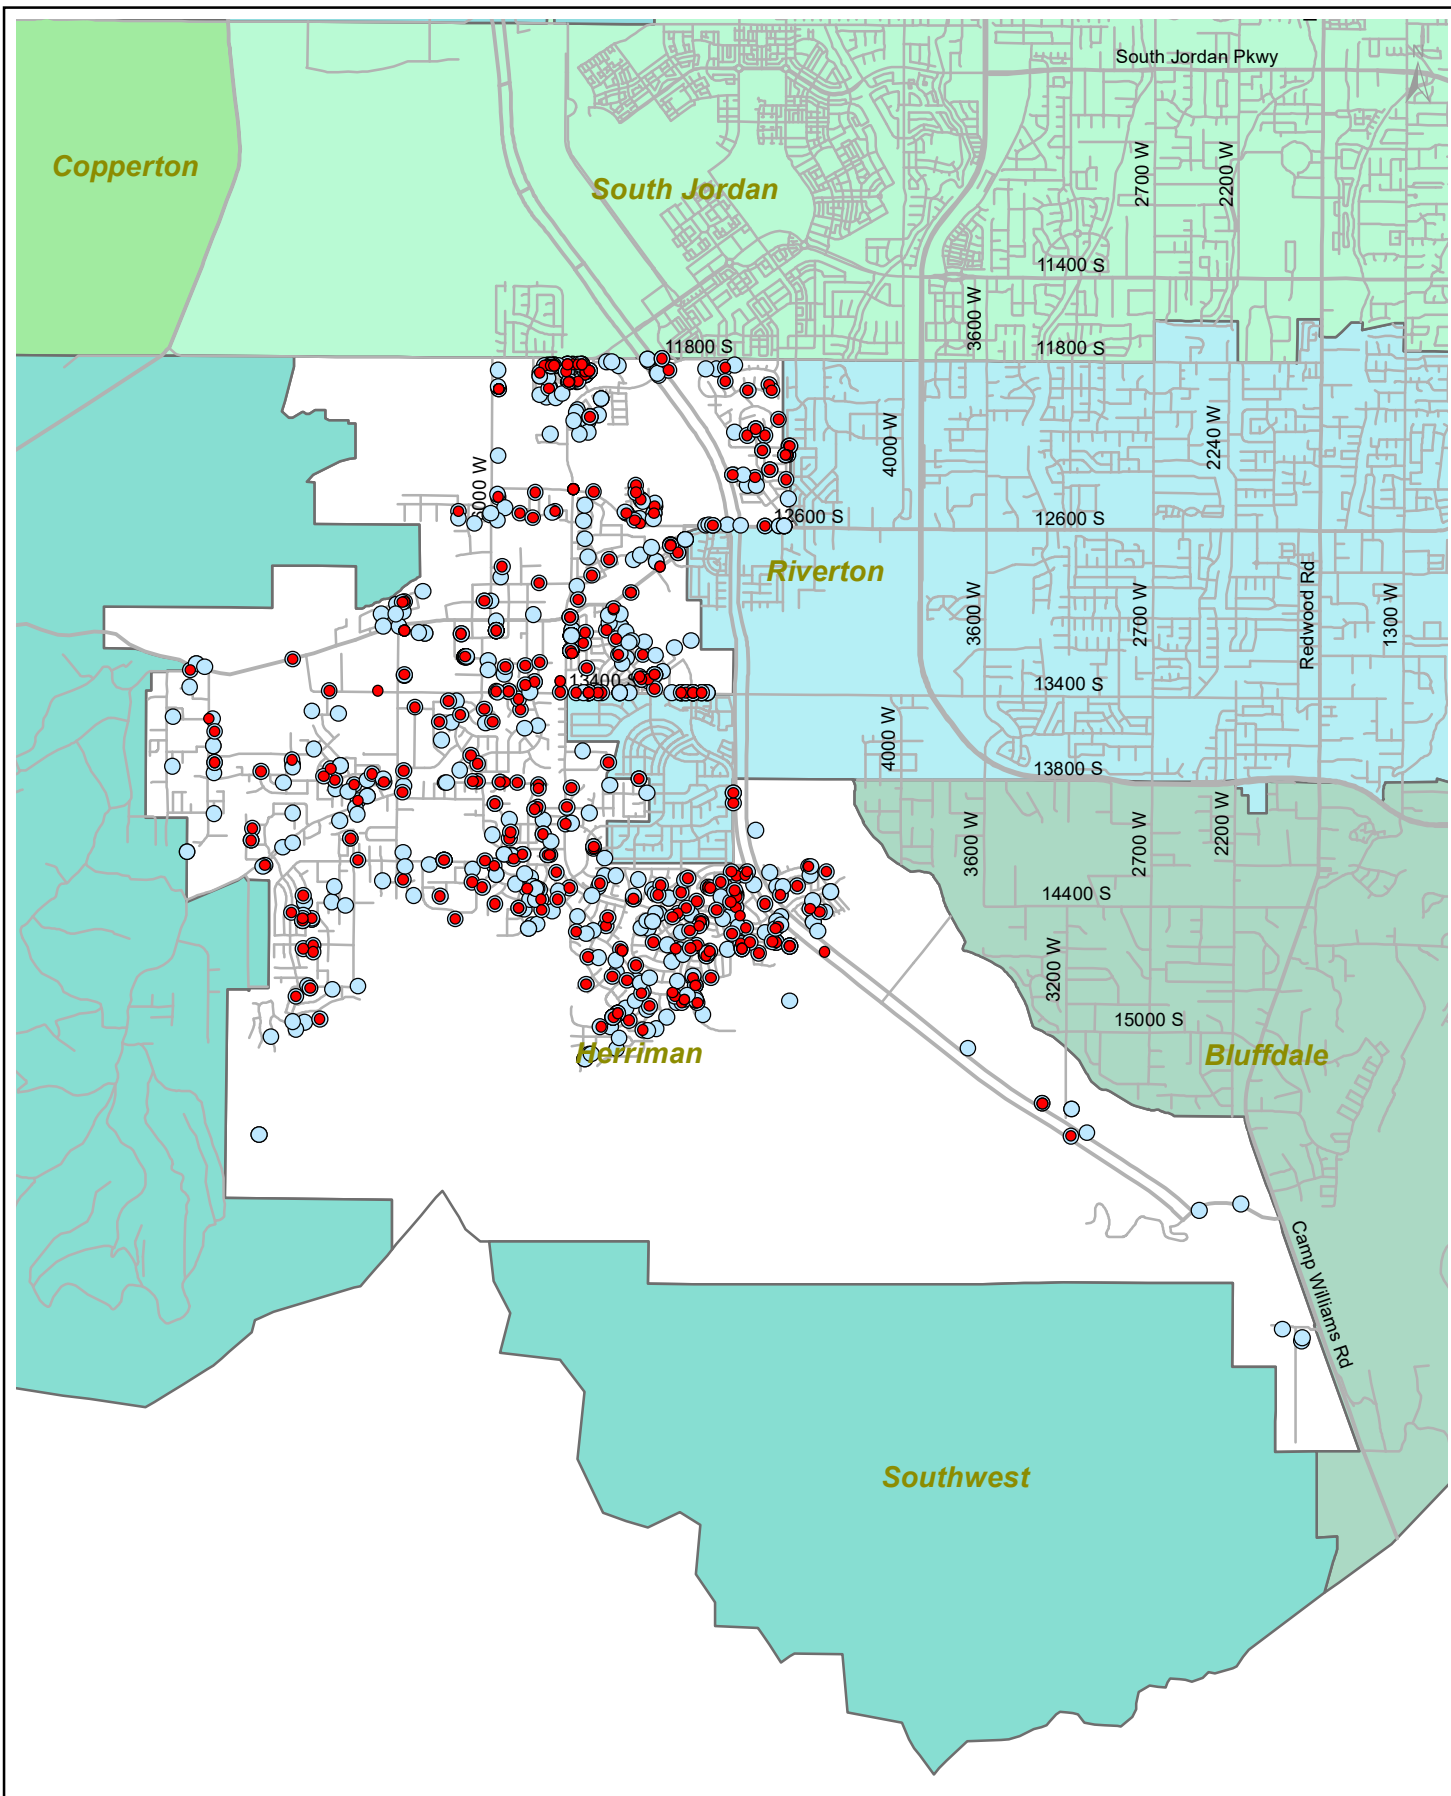 South Jordan Pkwy
Copperton
South Jordan
2700 W
2200 W
11400 S
3600 W
11800 S
11800 S
4000 W
2240 W
6000 W
12600 S
12600 S
Riverton
3600 W
2700 W
Redwood Rd
1300 W
13400 S
13400 S
4000 W
13800 S
3600 W
2700 W
2200 W
14400 S
3200 W
15000 S
Herriman
Bluffdale
Camp Williams Rd
Southwest